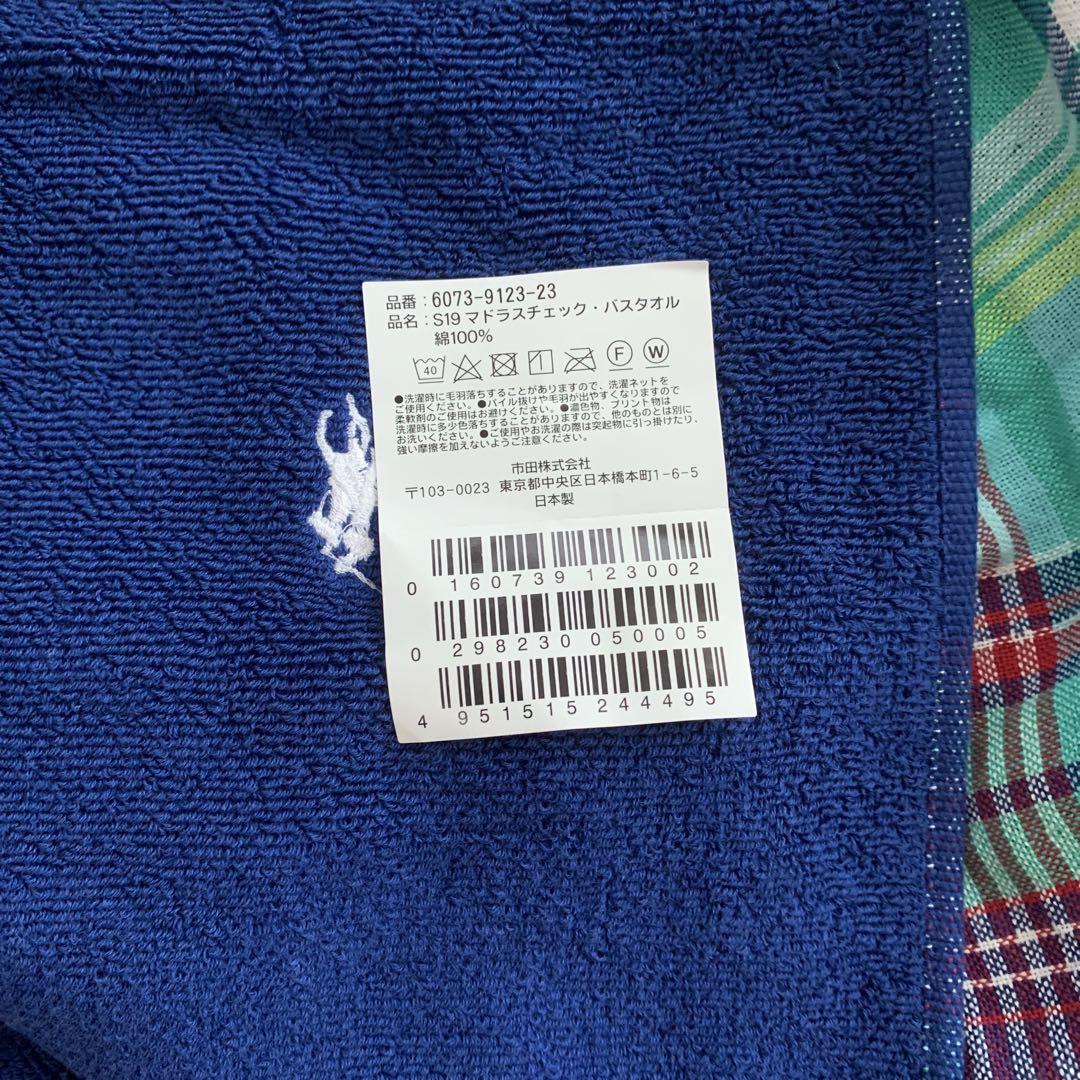 品番：6073-9123-23
品名：S19 マドラスチェック・バスタオル
綿100%
40 F W
●洗濯時に毛羽落ちすることがありますので、洗濯ネットを
ご使用ください。●パイル抜けや毛羽が出やすくなりますので
柔軟剤のご使用はお避けください。●濃色物、プリント物は
洗濯時に多少色落ちすることがありますので、他のものとは別に
お洗いください。●ご使用やお洗濯の際は突起物に引っ掛けたり、
強い摩擦を加えないようご注意ください。
市田株式会社
〒103-0023 東京都中央区日本橋本町1-6-5
日本製
0 160739 123002
0 298230 050005
4 951515 244495